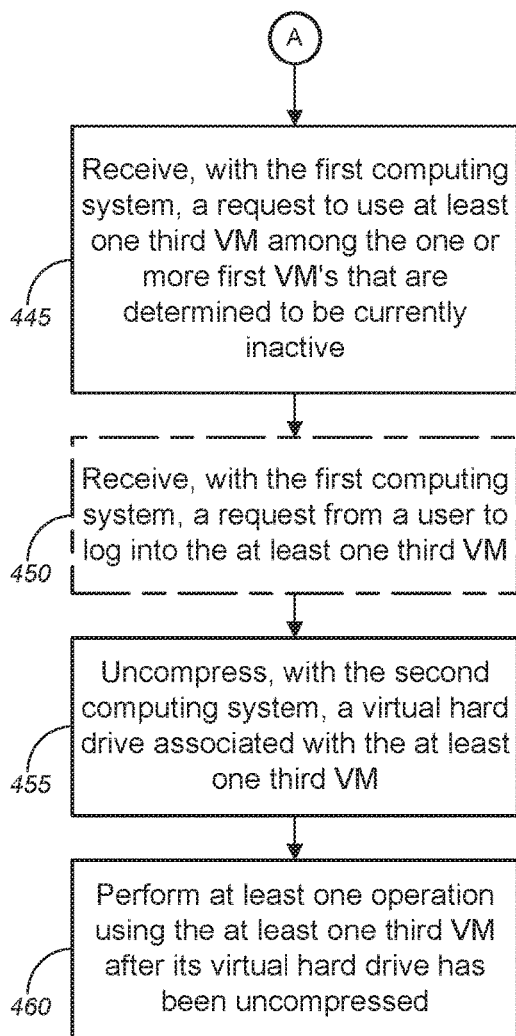 A
Receive, with the first computing
system, a request to use at least
one third VM among the one or
more first VM's that are
determined to be currently
inactive
445
Receive, with the first computing
system, a request from a user to
log into the at least one third VM
450
Uncompress, with the second
computing system, a virtual hard
drive associated with the at least
one third VM
455
Perform at least one operation
using the at least one third VM
after its virtual hard drive has
been uncompressed
460